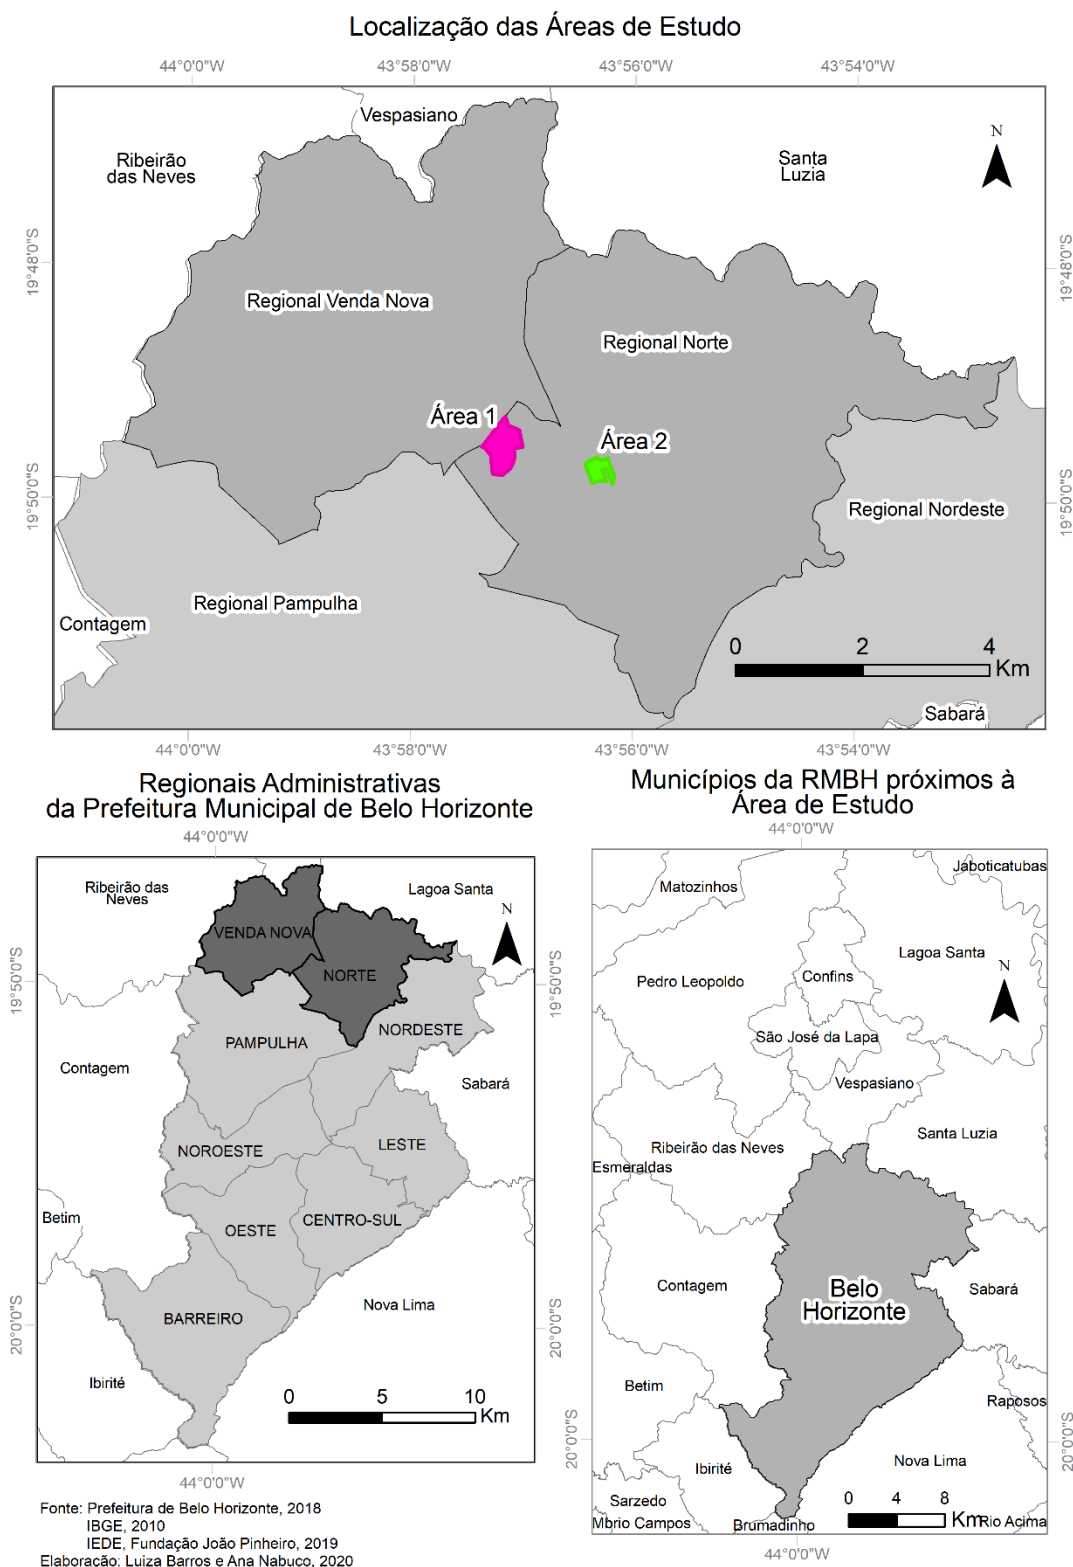 Localização das Áreas de Estudo
44°0'0"W
43°58'0"W
43°56'0"W
43°54'0"W
Vespasiano
N
Ribeirão
das Neves
Santa
Luzia
19°48'0"S
19°48'0"S
Regional Venda Nova
Regional Norte
Área 1
Área 2
19°50'0"S
19°50'0"S
Regional Nordeste
Regional Pampulha
Contagem
0 2 4
Km
Sabará
44°0'0"W
43°58'0"W
43°56'0"W
43°54'0"W
Regionais Administrativas
da Prefeitura Municipal de Belo Horizonte
44°0'0"W
Ribeirão das
Neves
Lagoa Santa
N
VENDA NOVA
NORTE
19°50'0"S
19°50'0"S
NORDESTE
PAMPULHA
Contagem
Sabará
NOROESTE
LESTE
Betim
OESTE
CENTRO-SUL
Nova Lima
BARREIRO
20°0'0"S
20°0'0"S
Ibirité
0 5 10
Km
44°0'0"W
Municípios da RMBH próximos à
Área de Estudo
44°0'0"W
Jaboticatubas
Matozinhos
Lagoa Santa
N
Pedro Leopoldo
Confins
São José da Lapa
Vespasiano
Santa Luzia
Ribeirão das Neves
Esmeraldas
Contagem
Belo
Horizonte
Sabará
Betim
Raposos
20°0'0"S
20°0'0"S
Ibirité
Nova Lima
Sarzedo
0 4 8
Km
Mbrio Campos
Brumadinho
Rio Acima
44°0'0"W
Fonte: Prefeitura de Belo Horizonte, 2018
IBGE, 2010
IEDE, Fundação João Pinheiro, 2019
Elaboração: Luiza Barros e Ana Nabuco, 2020